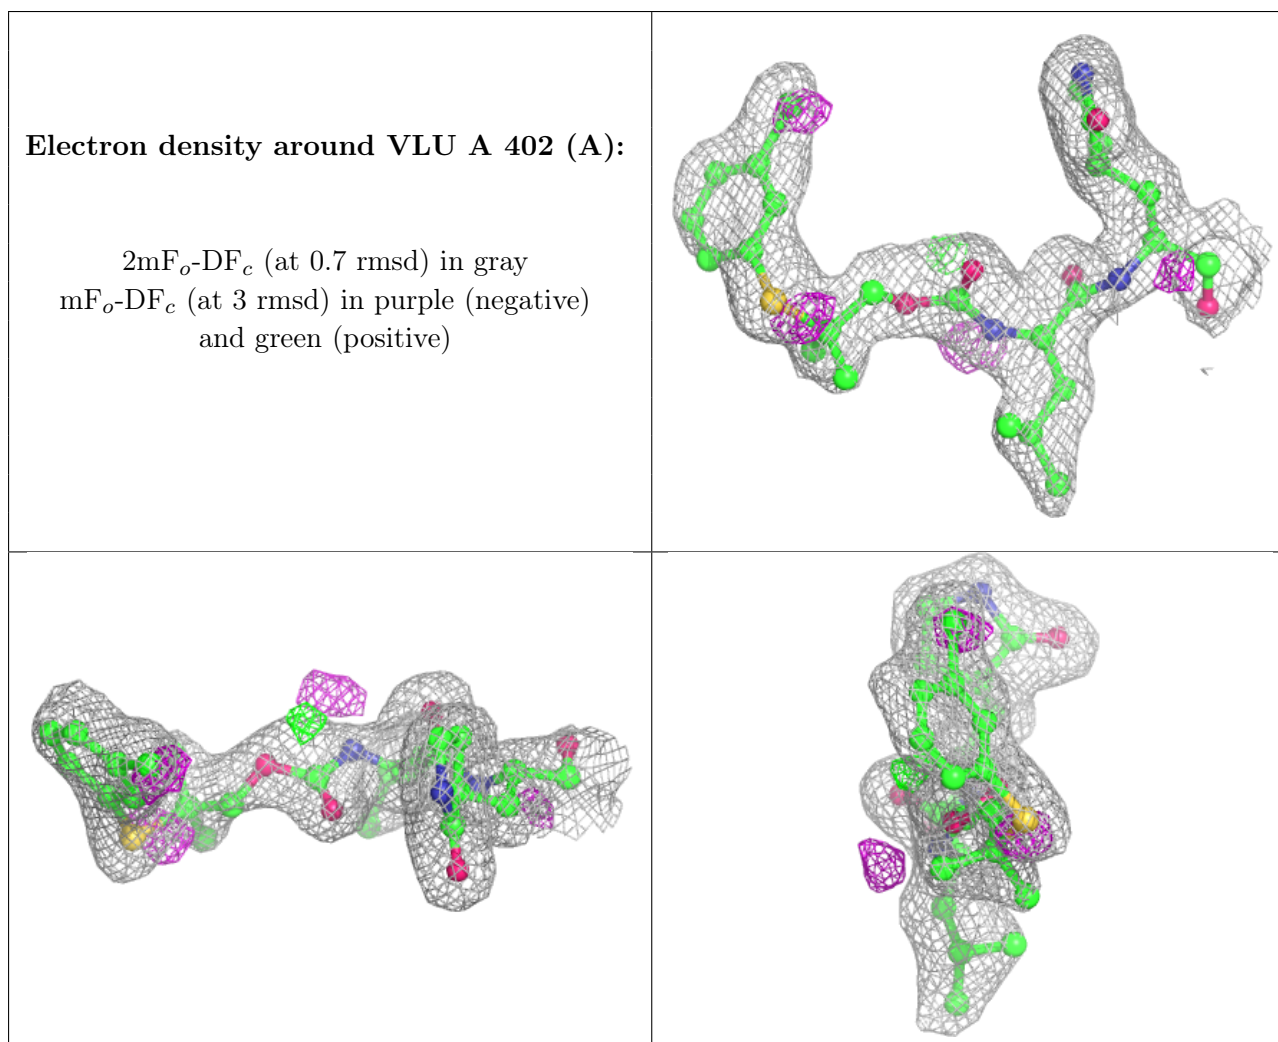 Electron density around VLU A 402 (A):
2mFₒ-DF𝒸 (at 0.7 rmsd) in gray
mFₒ-DF𝒸 (at 3 rmsd) in purple (negative)
and green (positive)